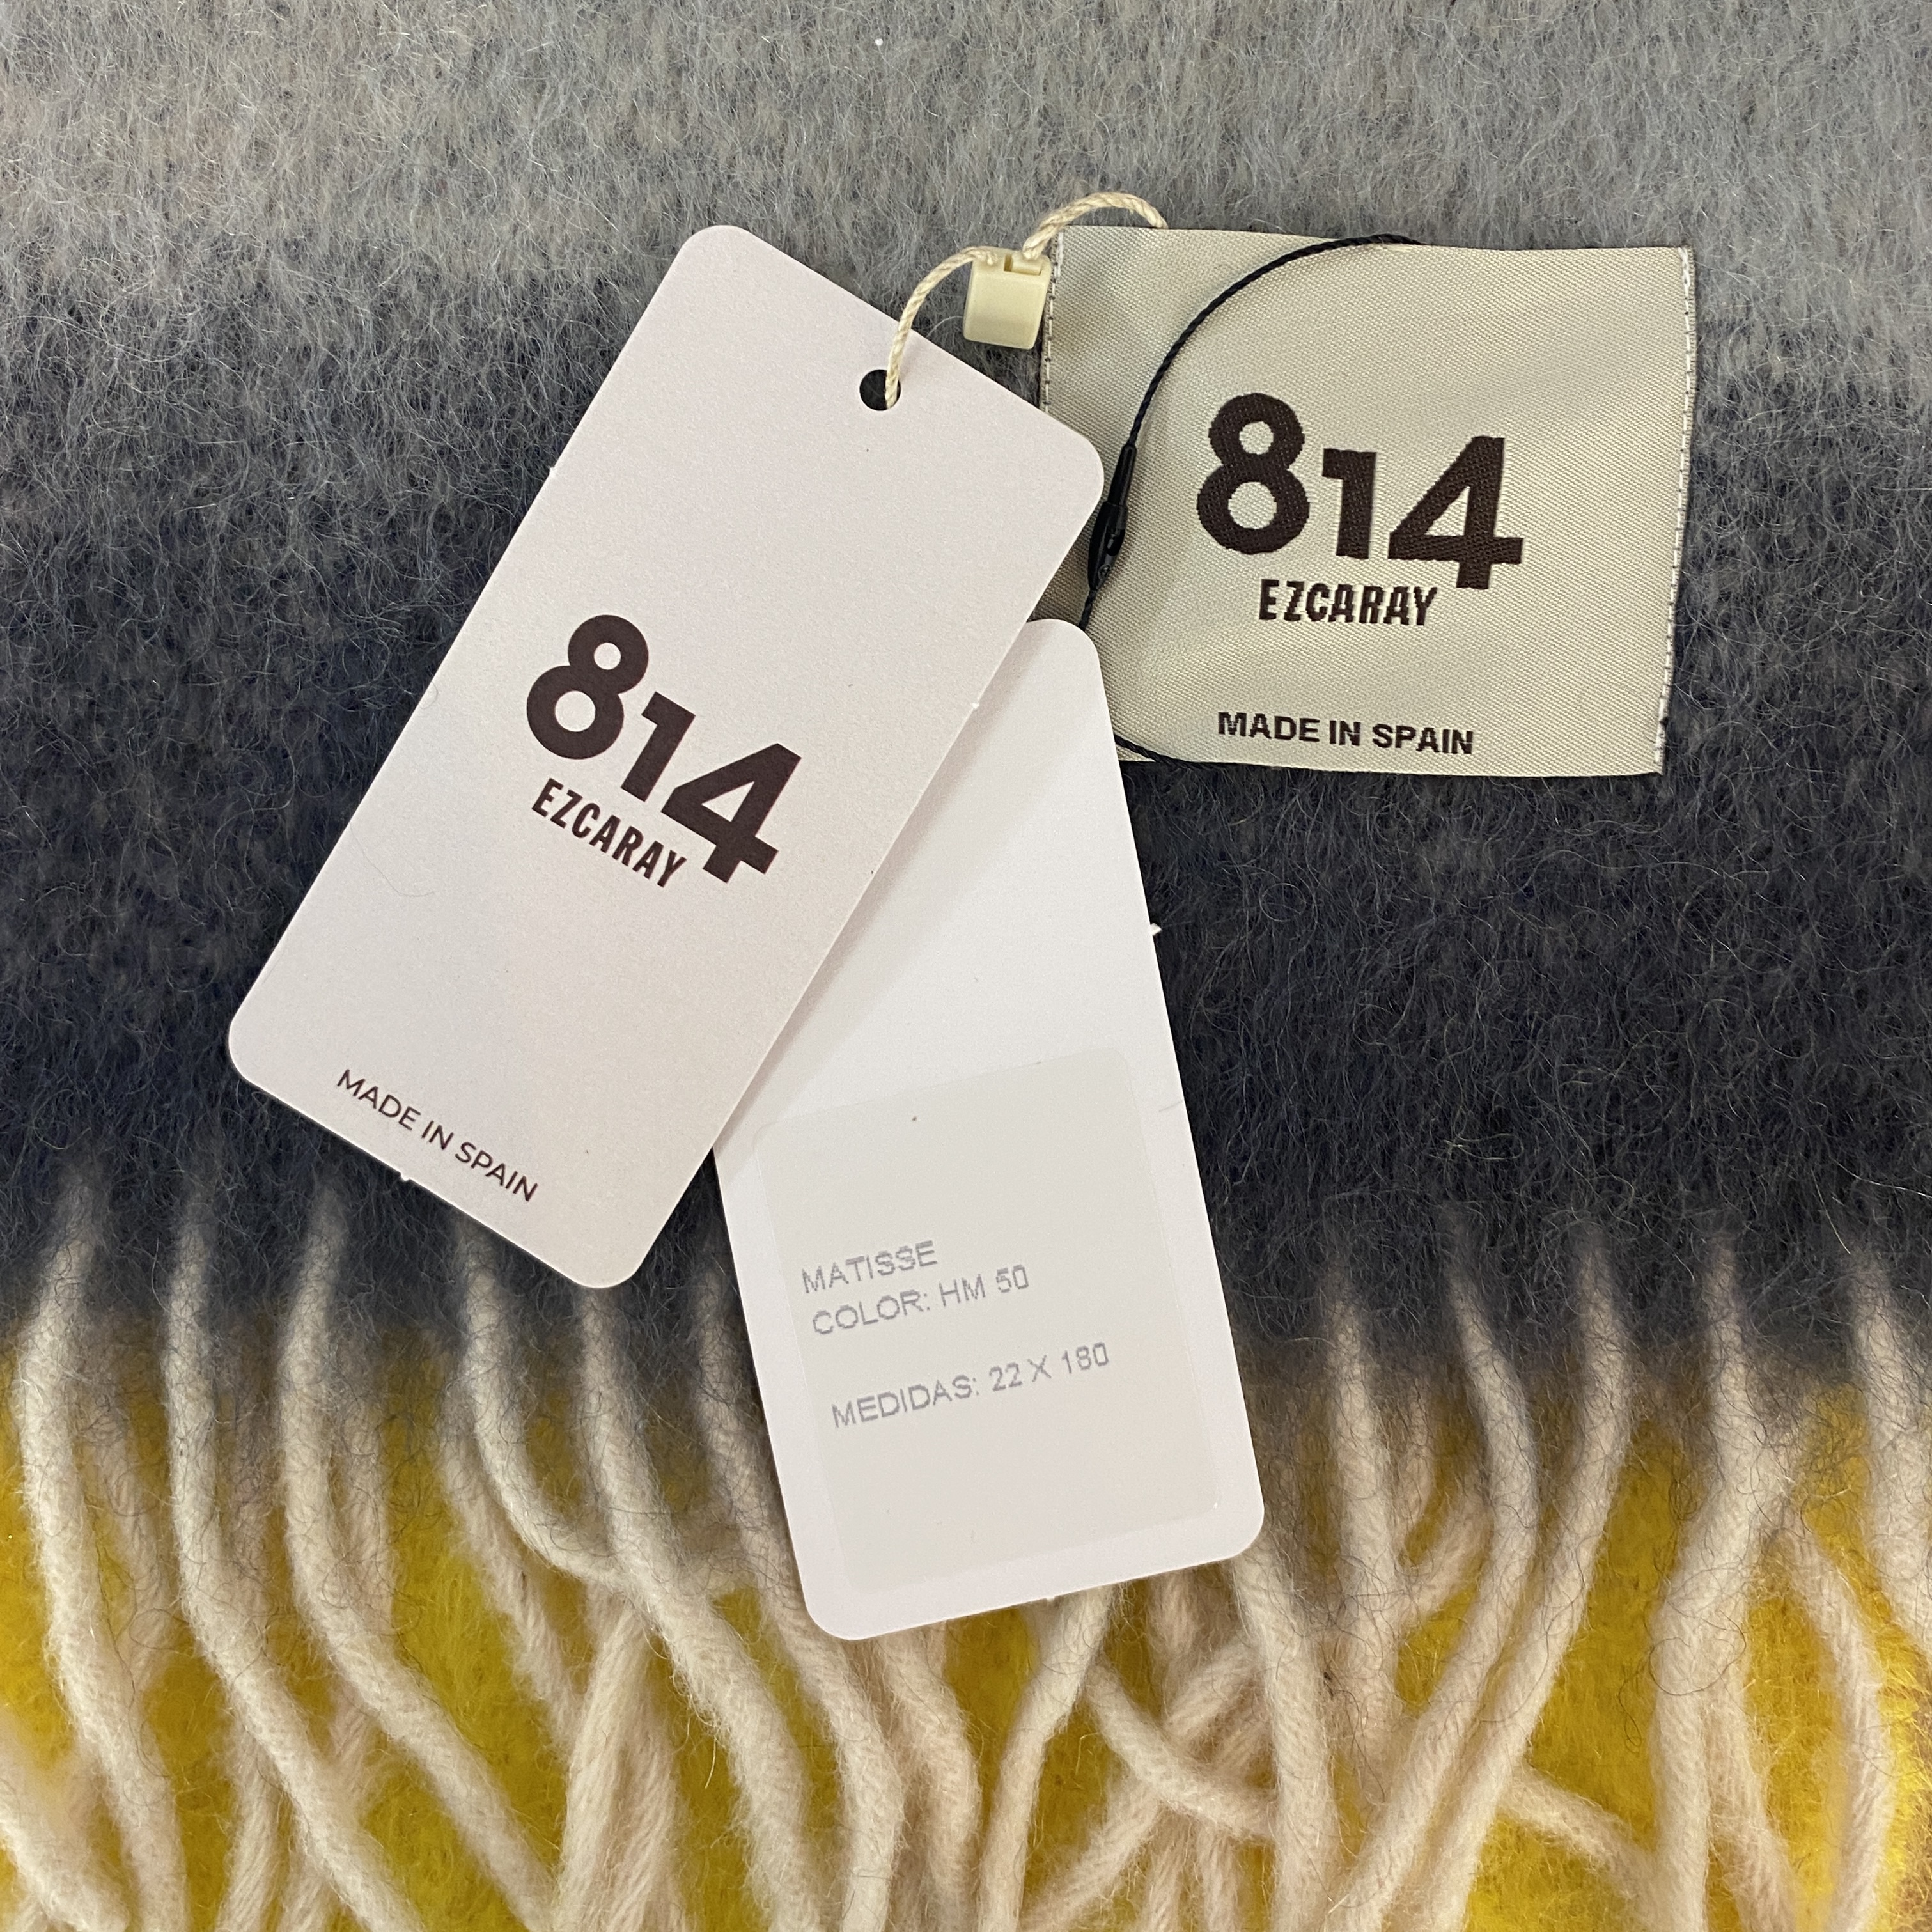 814
EZCARAY
MADE IN SPAIN
814
EZCARAY
MADE IN SPAIN
MATISSE
COLOR: HM 50
MEDIDAS: 22 X 180